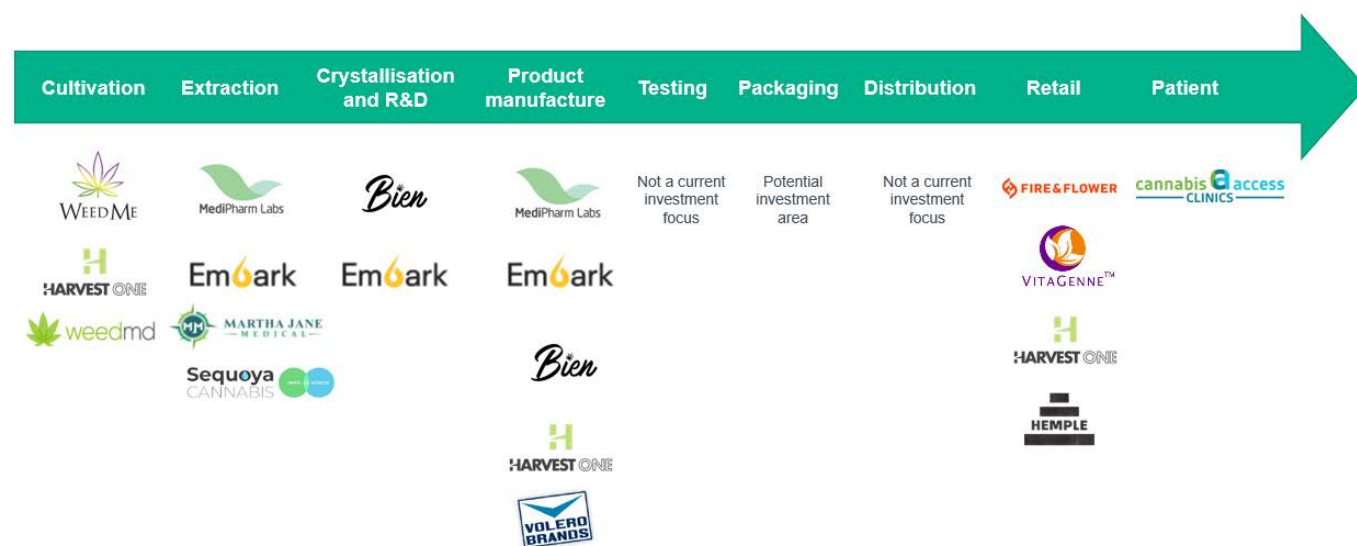 Cultivation
Extraction
Crystallisation
and R&D
Product
manufacture
Testing
Packaging
Distribution
Retail
Patient
WEED ME
HARVEST ONE
weedmd
MediPharm Labs
Embark
MARTHA JANE
MEDICAL
Sequoya
CANNABIS
Bien
Embark
MediPharm Labs
Embark
Bien
HARVEST ONE
VOLERO
BRANDS
Not a current
investment
focus
Potential
investment
area
Not a current
investment
focus
FIRE&FLOWER
VITAGENNE™
HARVEST ONE
HEMPLE
cannabis a access
CLINICS